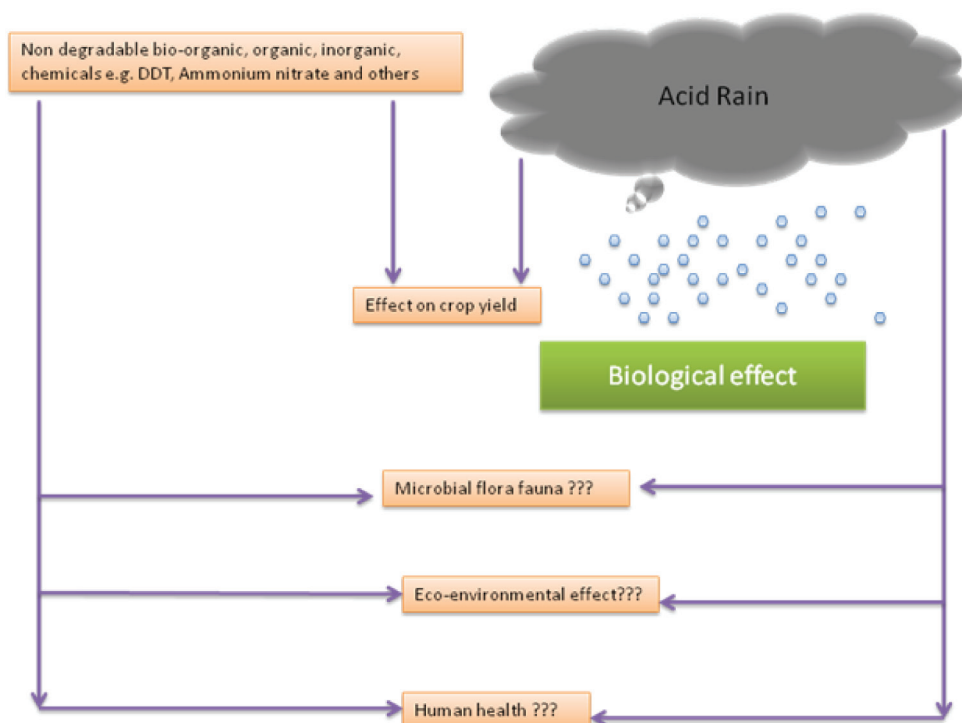 Non degradable bio-organic, organic, inorganic,
chemicals e.g. DDT, Ammonium nitrate and others
Acid Rain
Effect on crop yield
Biological effect
Microbial flora fauna ???
Eco-environmental effect???
Human health ???